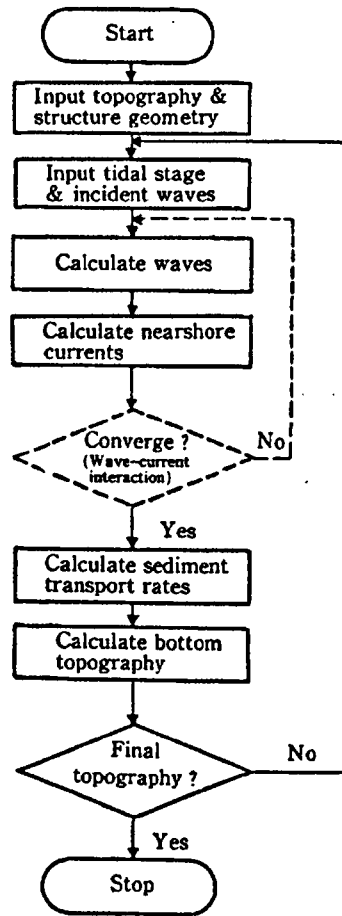 Start
Input topography &
structure geometry
Input tidal stage
& incident waves
Calculate waves
Calculate nearshore
currents
Converge ?
(Wave-current
interaction)
No
Yes
Calculate sediment
transport rates
Calculate bottom
topography
Final
topography ?
No
Yes
Stop